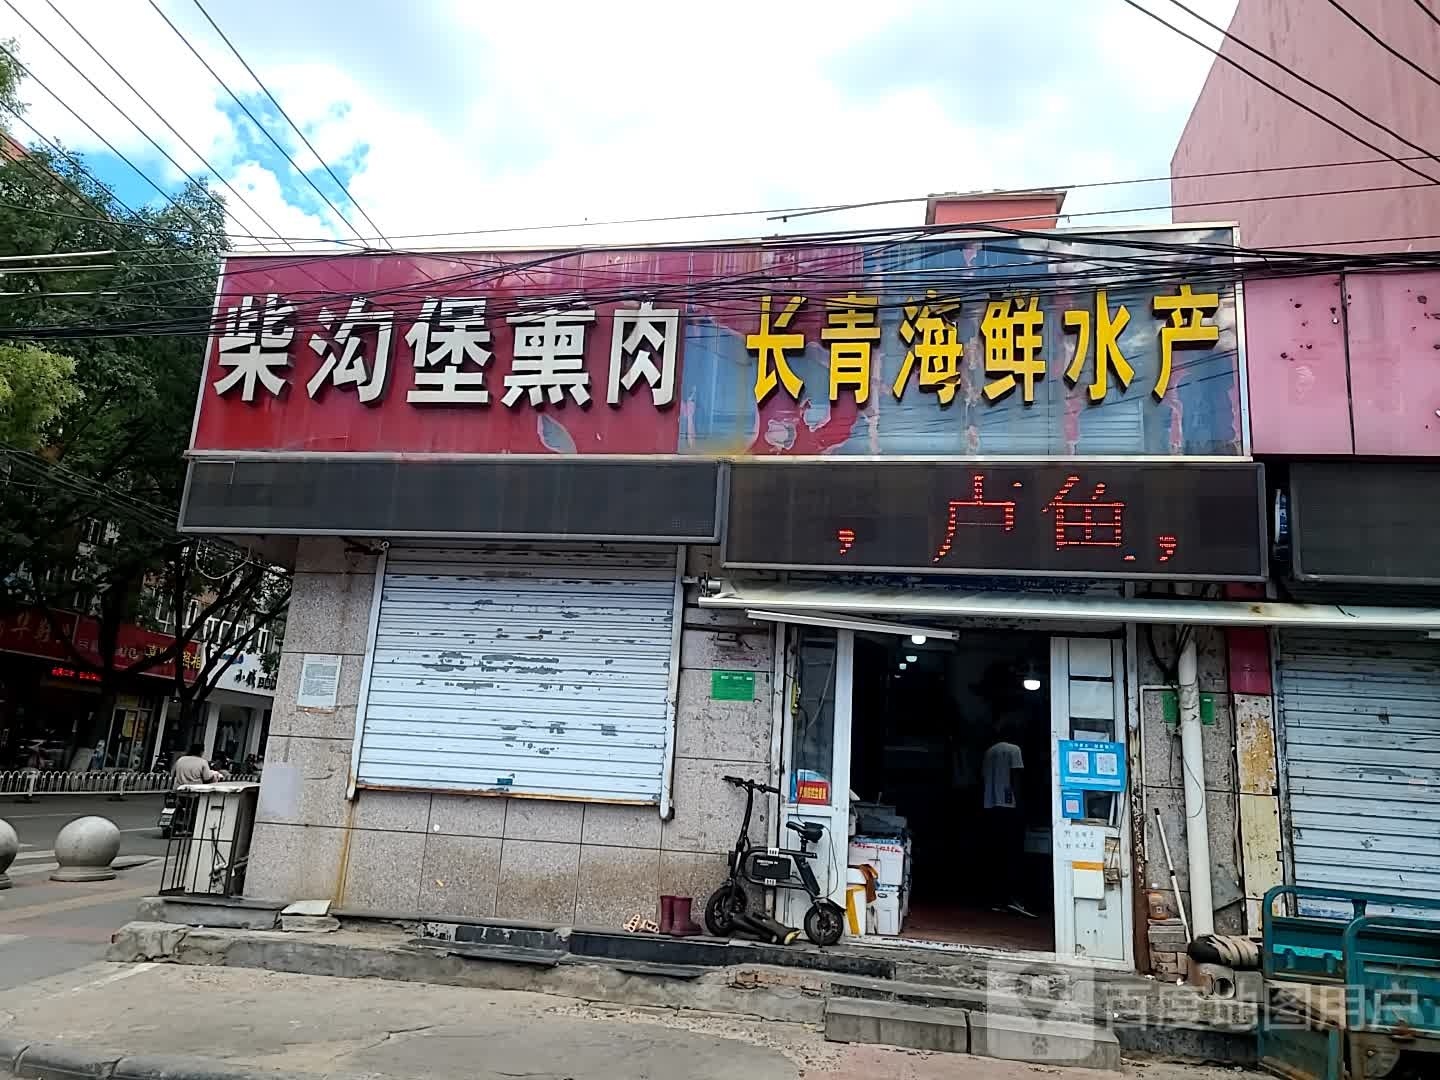 柴沟堡熏肉
长青海鲜水产
，卢鱼，
百度地图用户